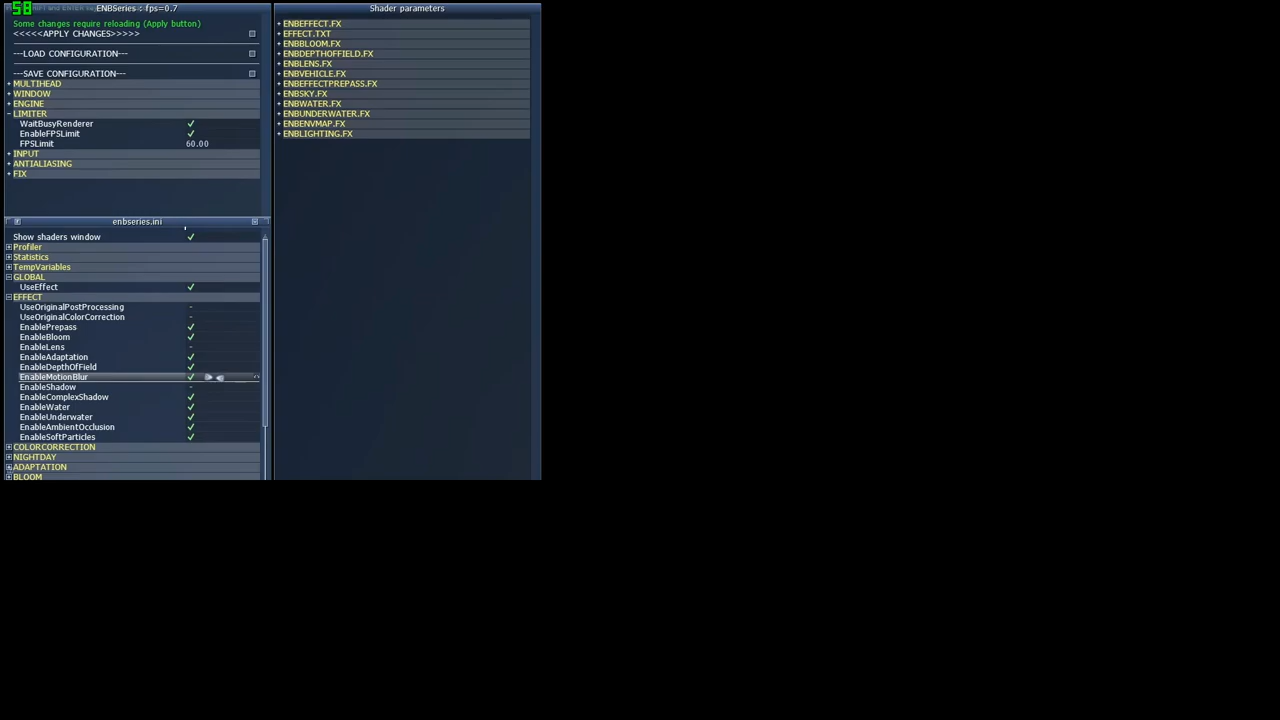 58
ENBSeries : fps=0.7
Some changes require reloading (Apply button)
<<<<<APPLY CHANGES>>>>>
---LOAD CONFIGURATION---
---SAVE CONFIGURATION---
MULTIHEAD
WINDOW
ENGINE
LIMITER
WaitBusyRenderer
EnableFPSLimit
FPSLimit 60.00
INPUT
ANTIALIASING
FIX
enbseries.ini
Show shaders window
Profiler
Statistics
TempVariables
GLOBAL
UseEffect
EFFECT
UseOriginalPostProcessing
UseOriginalColorCorrection
EnablePrepass
EnableBloom
EnableLens
EnableAdaptation
EnableDepthOfField
EnableMotionBlur
EnableShadow
EnableComplexShadow
EnableWater
EnableUnderwater
EnableAmbientOcclusion
EnableSoftParticles
COLORCORRECTION
NIGHTDAY
ADAPTATION
BLOOM
Shader parameters
ENBEFFECT.FX
EFFECT.TXT
ENBBLOOM.FX
ENBDEPTHOFFIELD.FX
ENBLENS.FX
ENBVEHICLE.FX
ENBEFFECTPREPASS.FX
ENBSKY.FX
ENBWATER.FX
ENBUNDERWATER.FX
ENBENVMAP.FX
ENBLIGHTING.FX